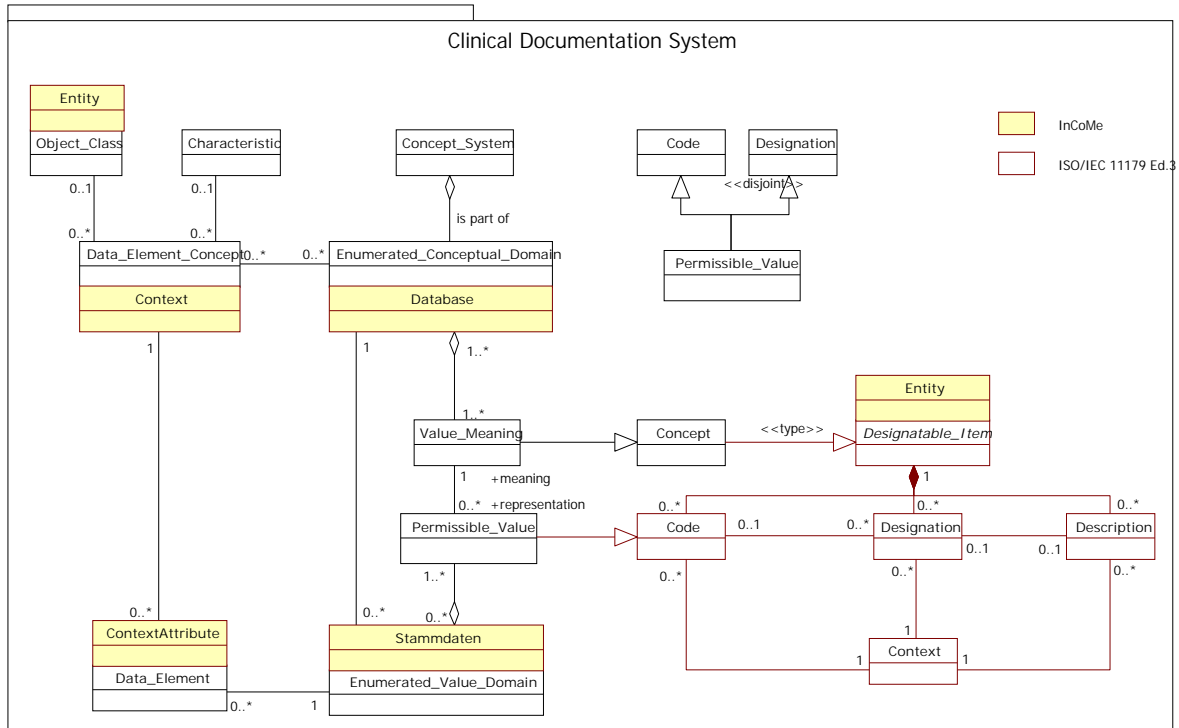 Clinical Documentation System
Entity
Object_Class
Characteristic
Concept_System
Code
Designation
InCoMe
ISO/IEC 11179 Ed.3
<<disjoint>>
0..1
0..1
is part of
0..*
0..*
Data_Element_Concept
0..*
0..*
Enumerated_Conceptual_Domain
Permissible_Value
Context
Database
1
1
1..*
Entity
1..*
Value_Meaning
Concept
<<type>>
Designatable_Item
1
+meaning
1
0..*
+representation
0..*
0..*
0..*
Permissible_Value
Code
0..1
0..*
Designation
0..1
0..1
Description
1..*
0..*
0..*
0..*
0..*
0..*
0..*
ContextAttribute
Stammdaten
1
Context
1
1
Data_Element
Enumerated_Value_Domain
0..*
1